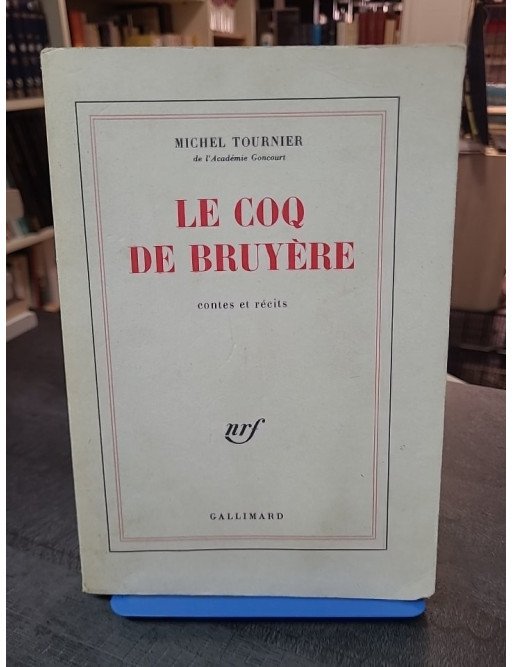 MICHEL TOURNIER
de l'Académie Goncourt
LE COQ
DE BRUYÈRE
contes et récits
nrf
GALLIMARD